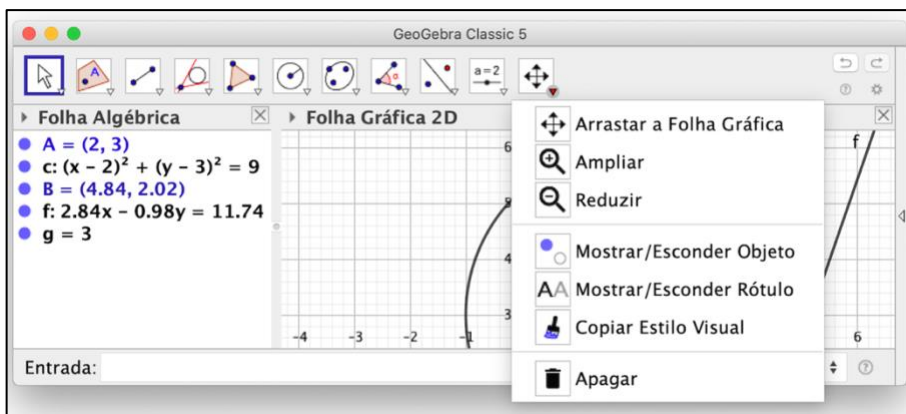 GeoGebra Classic 5
A
α
a=2
Folha Algébrica
A = (2, 3)
c: (x – 2)² + (y – 3)² = 9
B = (4.84, 2.02)
f: 2.84x – 0.98y = 11.74
g = 3
Folha Gráfica 2D
f
6
5
4
3
-4 -3 -2 -1 6
Arrastar a Folha Gráfica
Ampliar
Reduzir
Mostrar/Esconder Objeto
AA Mostrar/Esconder Rótulo
Copiar Estilo Visual
Apagar
Entrada: